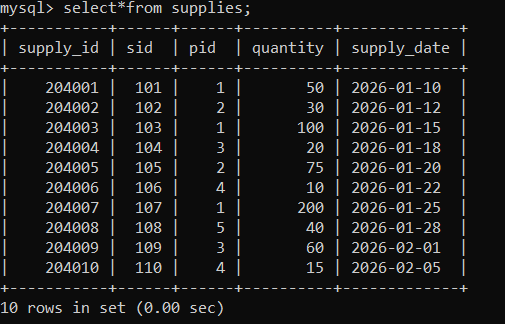 mysql> select*from supplies;
+-----------+------+------+----------+-------------+
| supply_id | sid  | pid  | quantity | supply_date |
+-----------+------+------+----------+-------------+
|    204001 |  101 |    1 |       50 | 2026-01-10  |
|    204002 |  102 |    2 |       30 | 2026-01-12  |
|    204003 |  103 |    1 |      100 | 2026-01-15  |
|    204004 |  104 |    3 |       20 | 2026-01-18  |
|    204005 |  105 |    2 |       75 | 2026-01-20  |
|    204006 |  106 |    4 |       10 | 2026-01-22  |
|    204007 |  107 |    1 |      200 | 2026-01-25  |
|    204008 |  108 |    5 |       40 | 2026-01-28  |
|    204009 |  109 |    3 |       60 | 2026-02-01  |
|    204010 |  110 |    4 |       15 | 2026-02-05  |
+-----------+------+------+----------+-------------+
10 rows in set (0.00 sec)